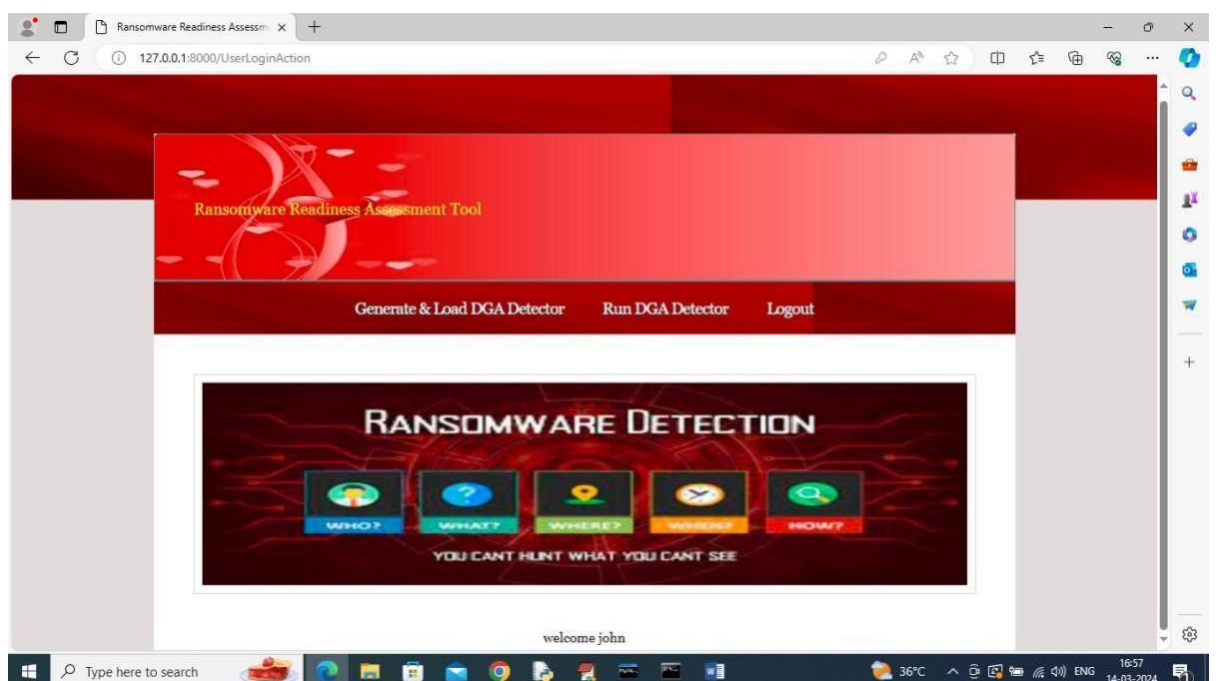 Ransomware Readiness Assessm
127.0.0.1:8000/UserLoginAction
Ransomware Readiness Assessment Tool
Generate & Load DGA Detector Run DGA Detector Logout
RANSOMWARE DETECTION
WHO? WHAT? WHERE? WHEN? HOW?
YOU CANT HUNT WHAT YOU CANT SEE
welcome john
Type here to search
36°C ENG 16:57
14-03-2024